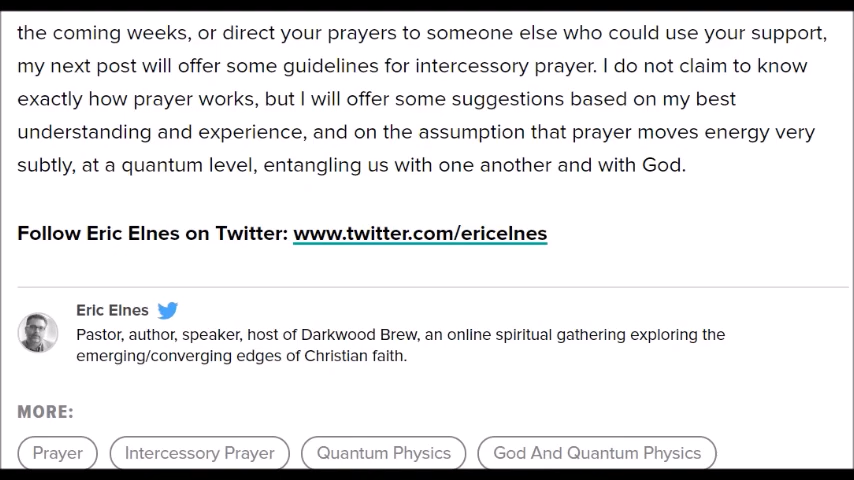 the coming weeks, or direct your prayers to someone else who could use your support,
my next post will offer some guidelines for intercessory prayer. I do not claim to know
exactly how prayer works, but I will offer some suggestions based on my best
understanding and experience, and on the assumption that prayer moves energy very
subtly, at a quantum level, entangling us with one another and with God.
Follow Eric Elnes on Twitter: www.twitter.com/ericelnes
Eric Elnes
Pastor, author, speaker, host of Darkwood Brew, an online spiritual gathering exploring the
emerging/converging edges of Christian faith.
MORE:
Prayer Intercessory Prayer Quantum Physics God And Quantum Physics